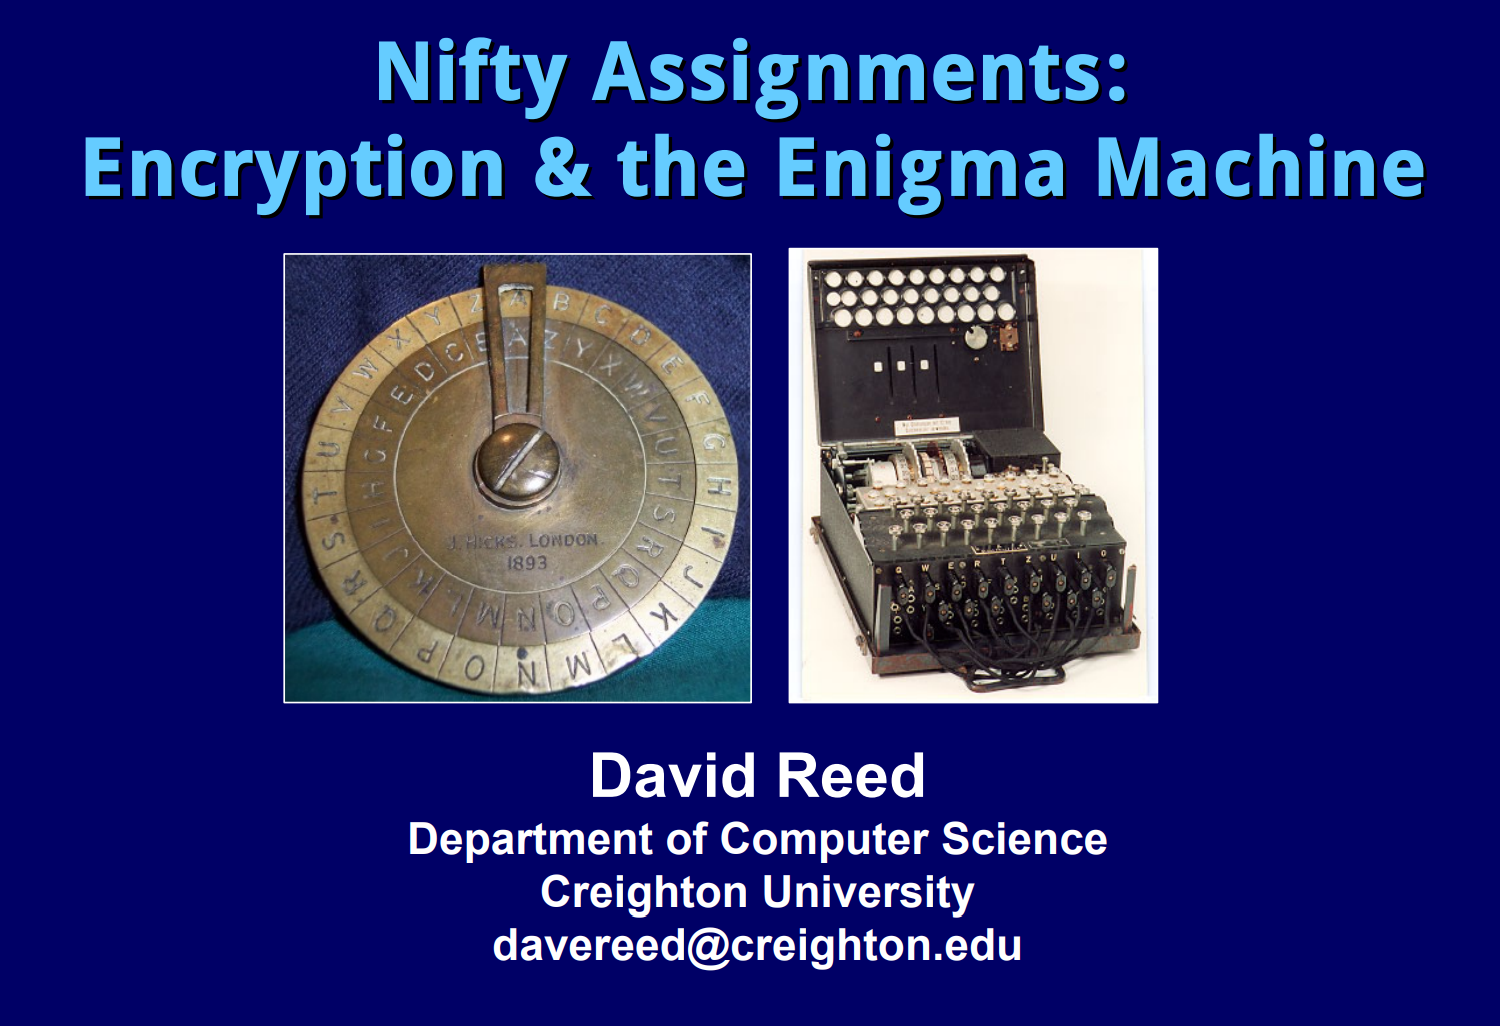 Nifty Assignments:
Encryption & the Enigma Machine
A B C D E F G H I J K L M N O P Q R S T U V W X Y Z
A Z Y X W V U T S R Q P O N M L K J I H G F E D C B
J. HICKS. LONDON.
1893
Q W E R T Z U I O
David Reed
Department of Computer Science
Creighton University
davereed@creighton.edu